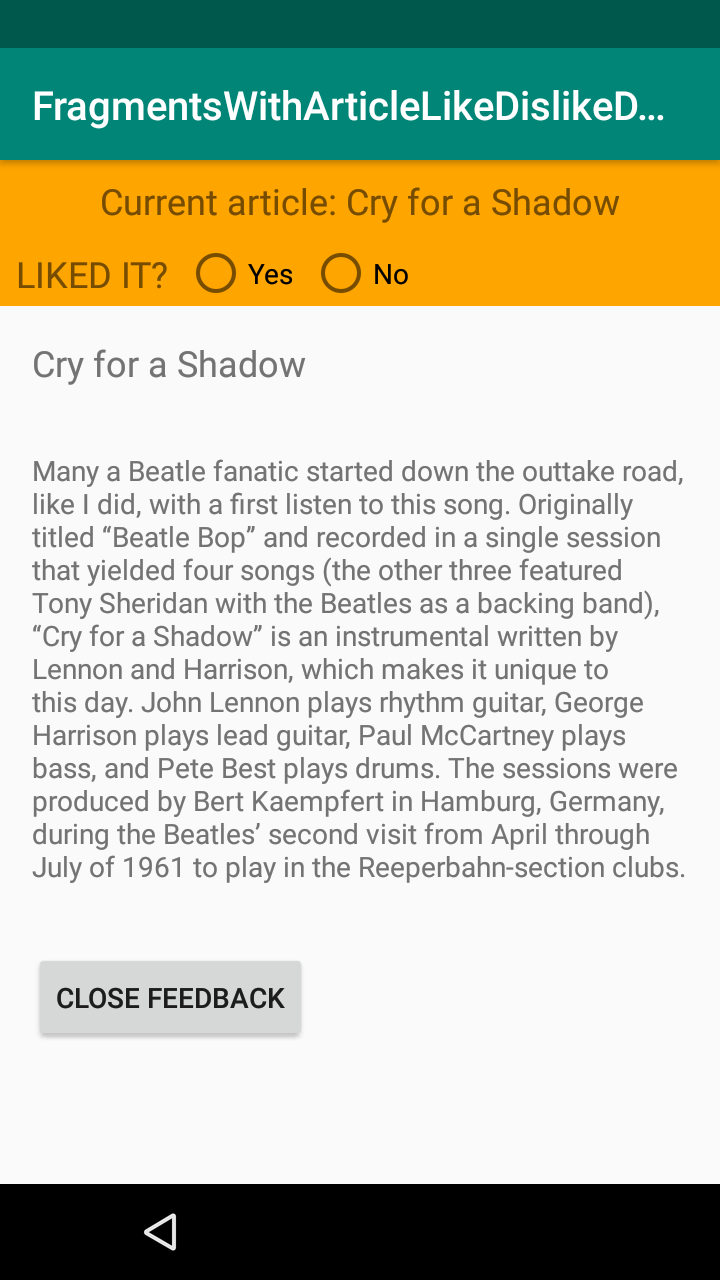 FragmentsWithArticleLikeDislikeD...
Current article: Cry for a Shadow
LIKED IT? Yes No
Cry for a Shadow
Many a Beatle fanatic started down the outtake road,
like I did, with a first listen to this song. Originally
titled “Beatle Bop” and recorded in a single session
that yielded four songs (the other three featured
Tony Sheridan with the Beatles as a backing band),
“Cry for a Shadow” is an instrumental written by
Lennon and Harrison, which makes it unique to
this day. John Lennon plays rhythm guitar, George
Harrison plays lead guitar, Paul McCartney plays
bass, and Pete Best plays drums. The sessions were
produced by Bert Kaempfert in Hamburg, Germany,
during the Beatles’ second visit from April through
July of 1961 to play in the Reeperbahn-section clubs.
CLOSE FEEDBACK